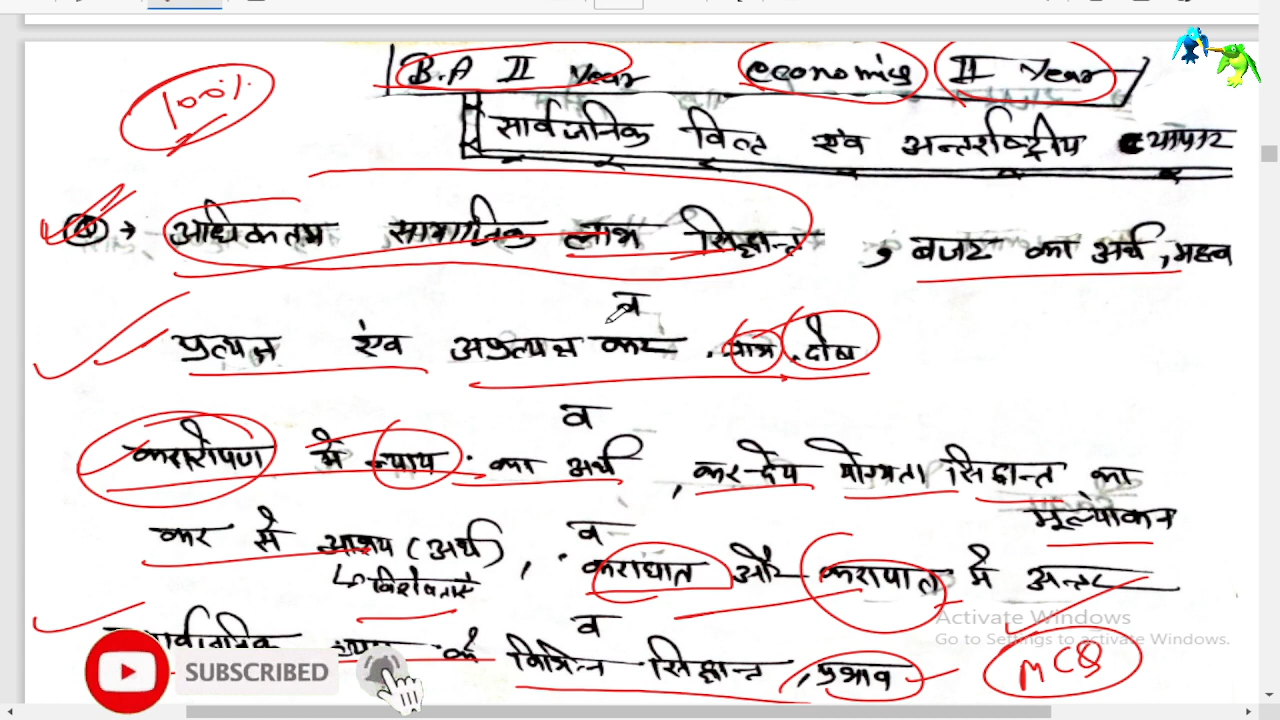 B.A II Year economics II Year
100%
सार्वजनिक वित्त एंव अन्तर्राष्ट्रीय व्यापार
→ अधिकतम सामाजिक लाभ सिद्धान्त , बजट का अर्थ, महत्व
व
प्रत्यक्ष एंव अप्रत्यक्ष कर , लाभ , दोष
व
करारोपण मे न्याय का अर्थ , कर देय योग्यता सिद्धान्त का मूल्यांकन
कर से आशय (अर्थ) , व
विशेषताऐं
कराघात और करापात मे अन्तर
व
सार्वजनिक व्यय के विभिन्न सिद्धान्त , प्रभाव
MCQ
Activate Windows
Go to Settings to activate Windows.
SUBSCRIBED